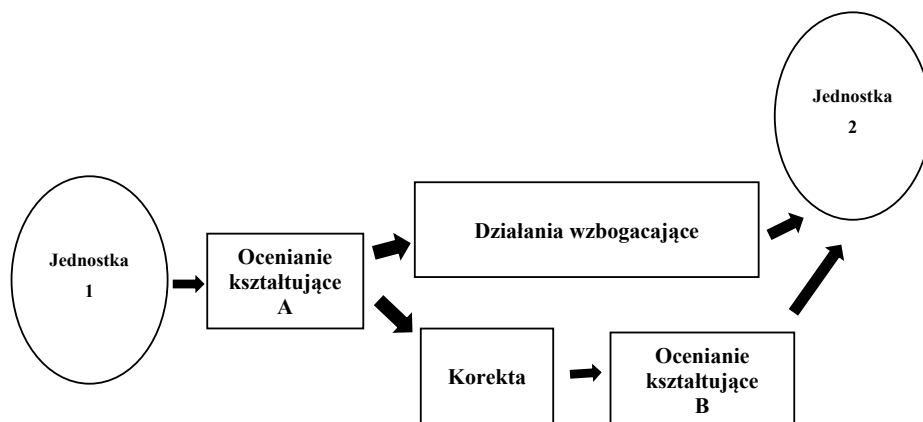 Jednostka
1
Ocenianie
kształtujące
A
Działania wzbogacające
Korekta
Ocenianie
kształtujące
B
Jednostka
2